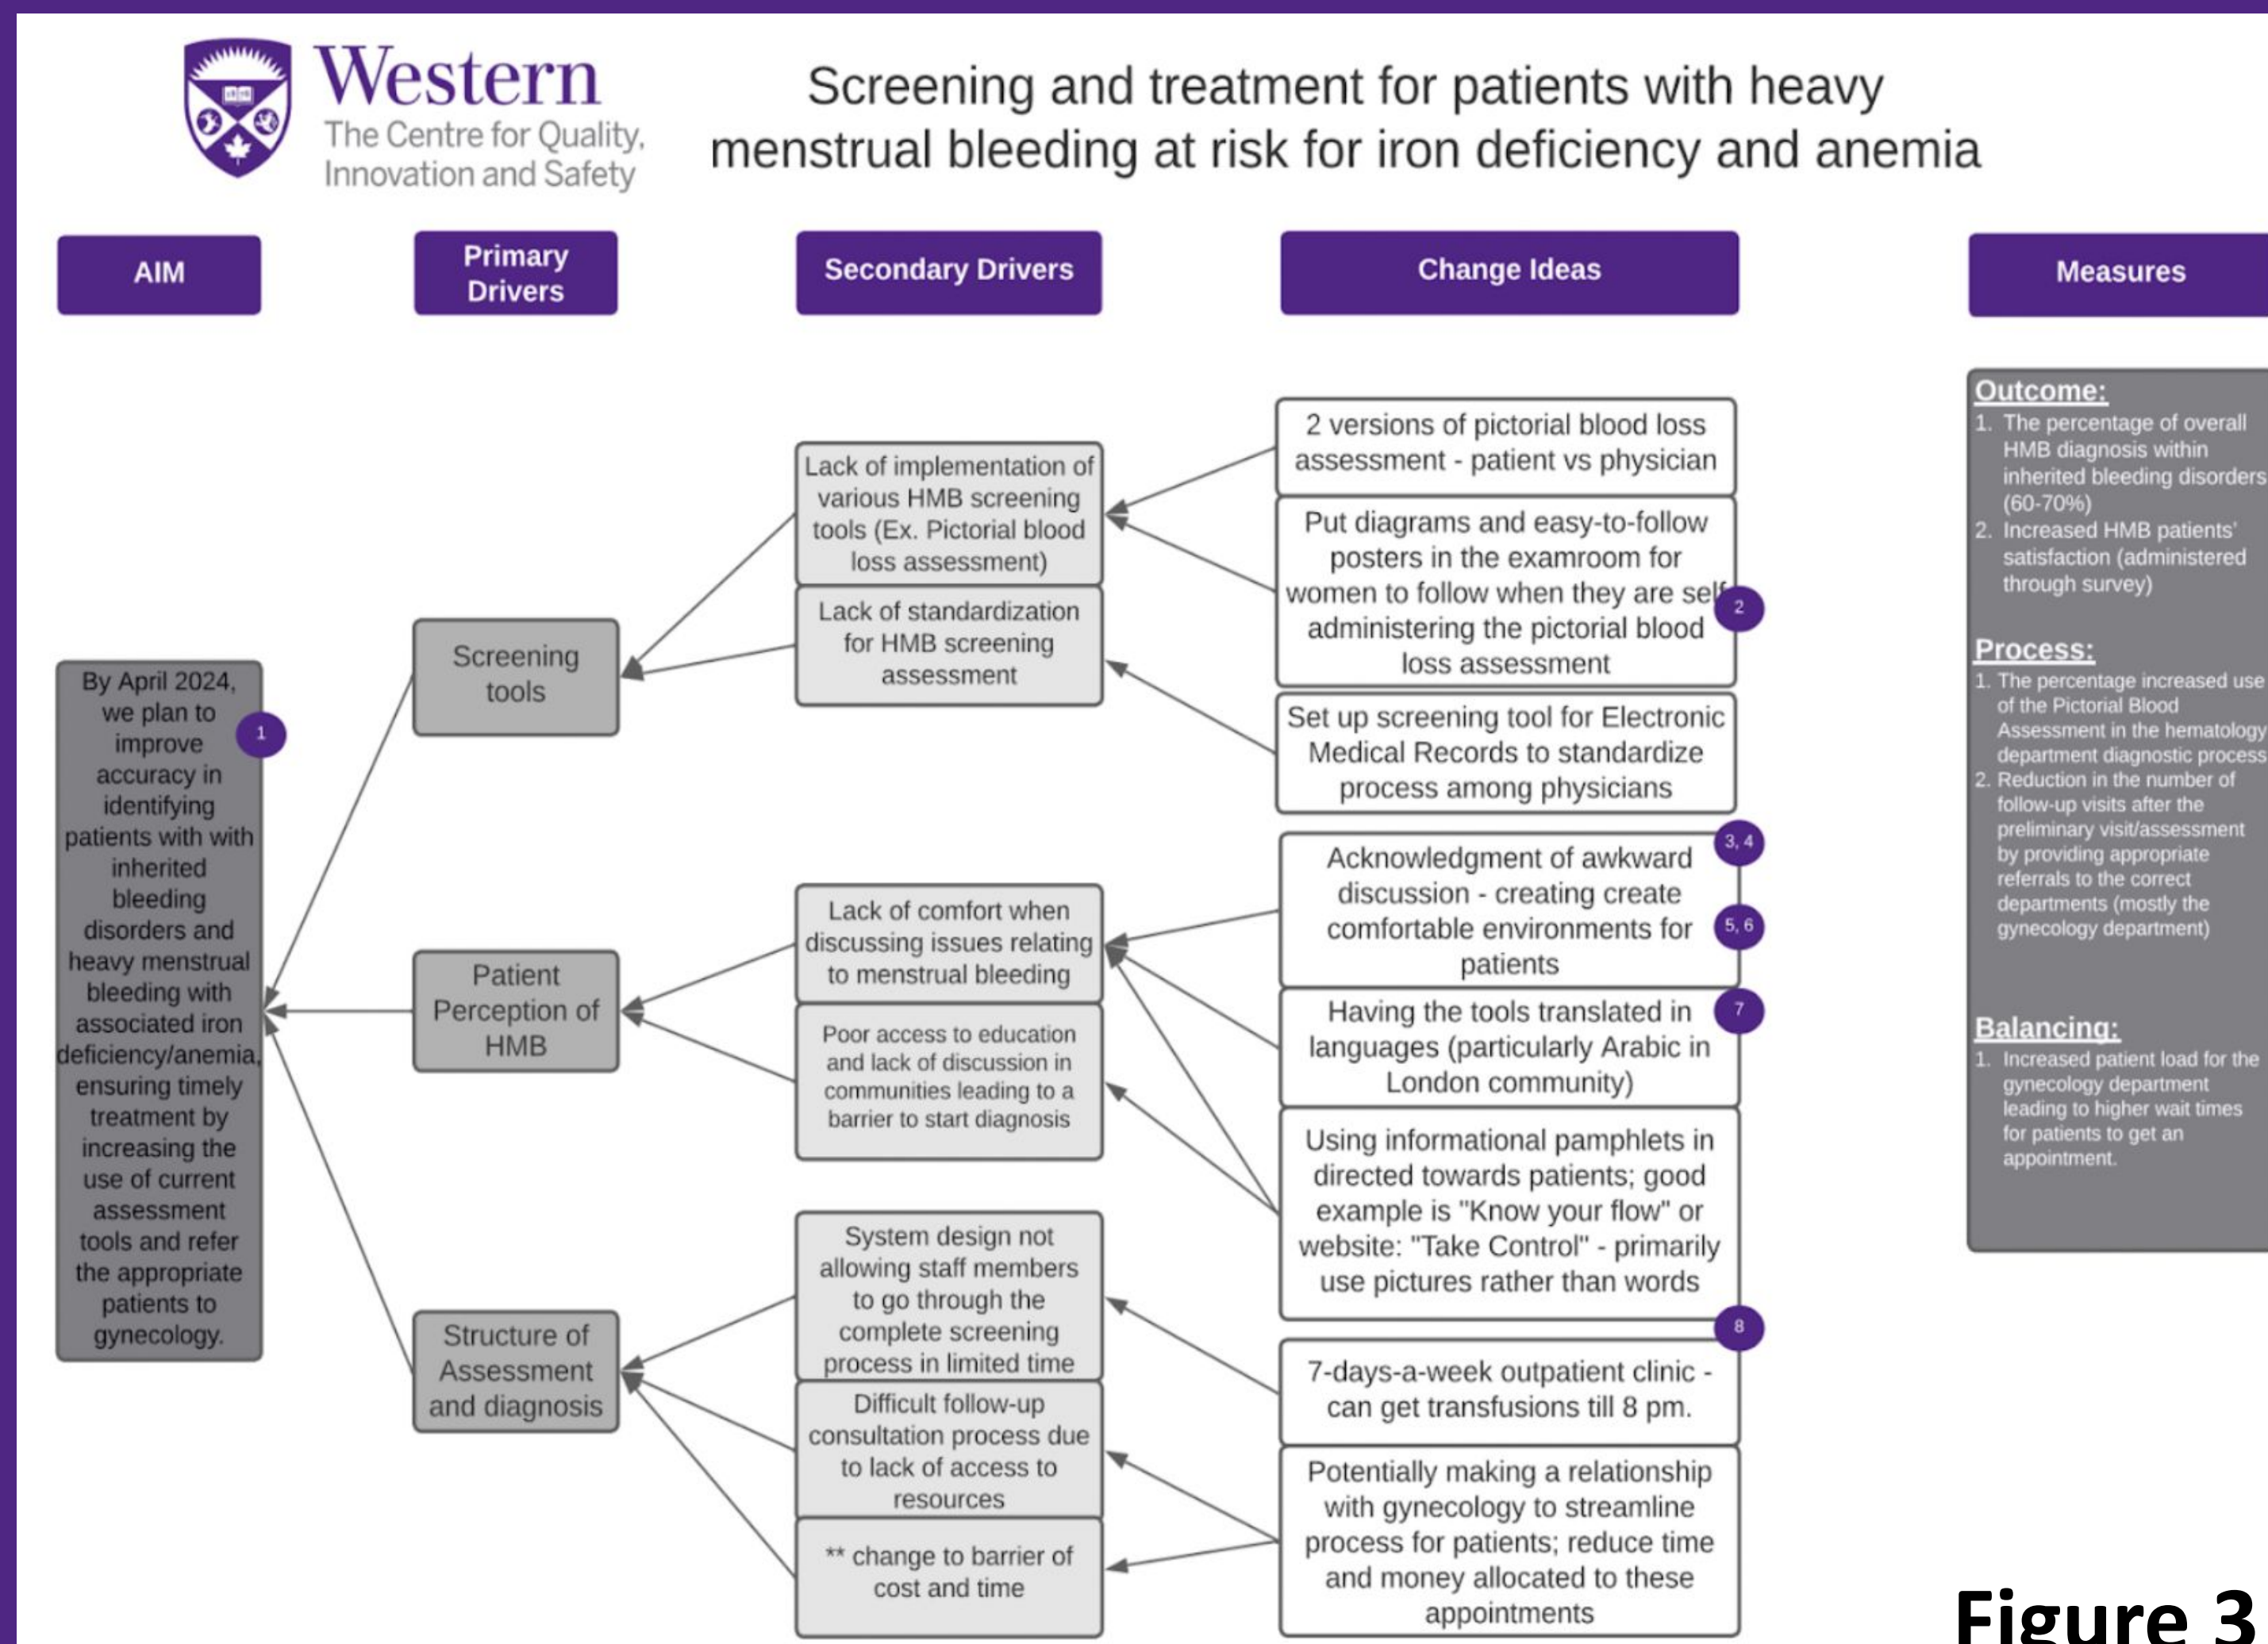 Western
The Centre for Quality,
Innovation and Safety
Screening and treatment for patients with heavy
menstrual bleeding at risk for iron deficiency and anemia
AIM
Primary
Drivers
Secondary Drivers
Change Ideas
Measures
By April 2024,
we plan to
improve
accuracy in
identifying
patients with with
inherited
bleeding
disorders and
heavy menstrual
bleeding with
associated iron
deficiency/anemia,
ensuring timely
treatment by
increasing the
use of current
assessment
tools and refer
the appropriate
patients to
gynecology.
1
Screening
tools
Patient
Perception of
HMB
Structure of
Assessment
and diagnosis
Lack of implementation of
various HMB screening
tools (Ex. Pictorial blood
loss assessment)
Lack of standardization
for HMB screening
assessment
Lack of comfort when
discussing issues relating
to menstrual bleeding
Poor access to education
and lack of discussion in
communities leading to a
barrier to start diagnosis
System design not
allowing staff members
to go through the
complete screening
process in limited time
Difficult follow-up
consultation process due
to lack of access to
resources
** change to barrier of
cost and time
2 versions of pictorial blood loss
assessment - patient vs physician
Put diagrams and easy-to-follow
posters in the examroom for
women to follow when they are self
administering the pictorial blood
loss assessment
2
Set up screening tool for Electronic
Medical Records to standardize
process among physicians
Acknowledgment of awkward
discussion - creating create
comfortable environments for
patients
3, 4
5, 6
Having the tools translated in
languages (particularly Arabic in
London community)
7
Using informational pamphlets in
directed towards patients; good
example is "Know your flow" or
website: "Take Control" - primarily
use pictures rather than words
8
7-days-a-week outpatient clinic -
can get transfusions till 8 pm.
Potentially making a relationship
with gynecology to streamline
process for patients; reduce time
and money allocated to these
appointments
Outcome:
1. The percentage of overall
HMB diagnosis within
inherited bleeding disorders
(60-70%)
2. Increased HMB patients'
satisfaction (administered
through survey)
Process:
1. The percentage increased use
of the Pictorial Blood
Assessment in the hematology
department diagnostic process
2. Reduction in the number of
follow-up visits after the
preliminary visit/assessment
by providing appropriate
referrals to the correct
departments (mostly the
gynecology department)
Balancing:
1. Increased patient load for the
gynecology department
leading to higher wait times
for patients to get an
appointment.
Figure 3